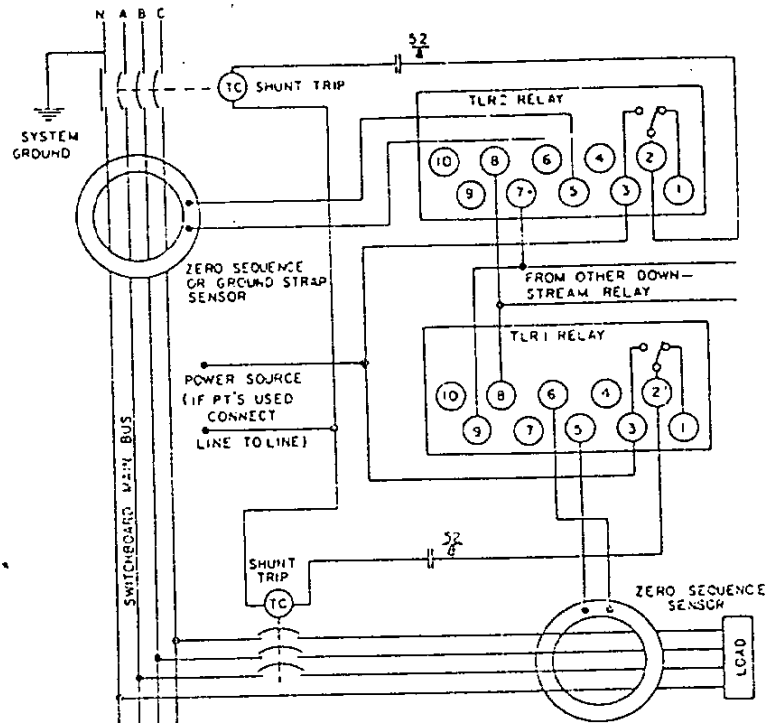 N A B C
52
A
TC SHUNT TRIP
TLR2 RELAY
SYSTEM
GROUND
10 8 6 4 2
9 7 5 3 1
ZERO SEQUENCE
OR GROUND STRAP
SENSOR
FROM OTHER DOWN-
STREAM RELAY
TLR1 RELAY
POWER SOURCE
(IF PT'S USED
CONNECT
LINE TO LINE)
10 8 6 4 2
9 7 5 3 1
SWITCHBOARD MAIN BUS
52
SHUNT
TRIP
TC
ZERO SEQUENCE
SENSOR
LOAD